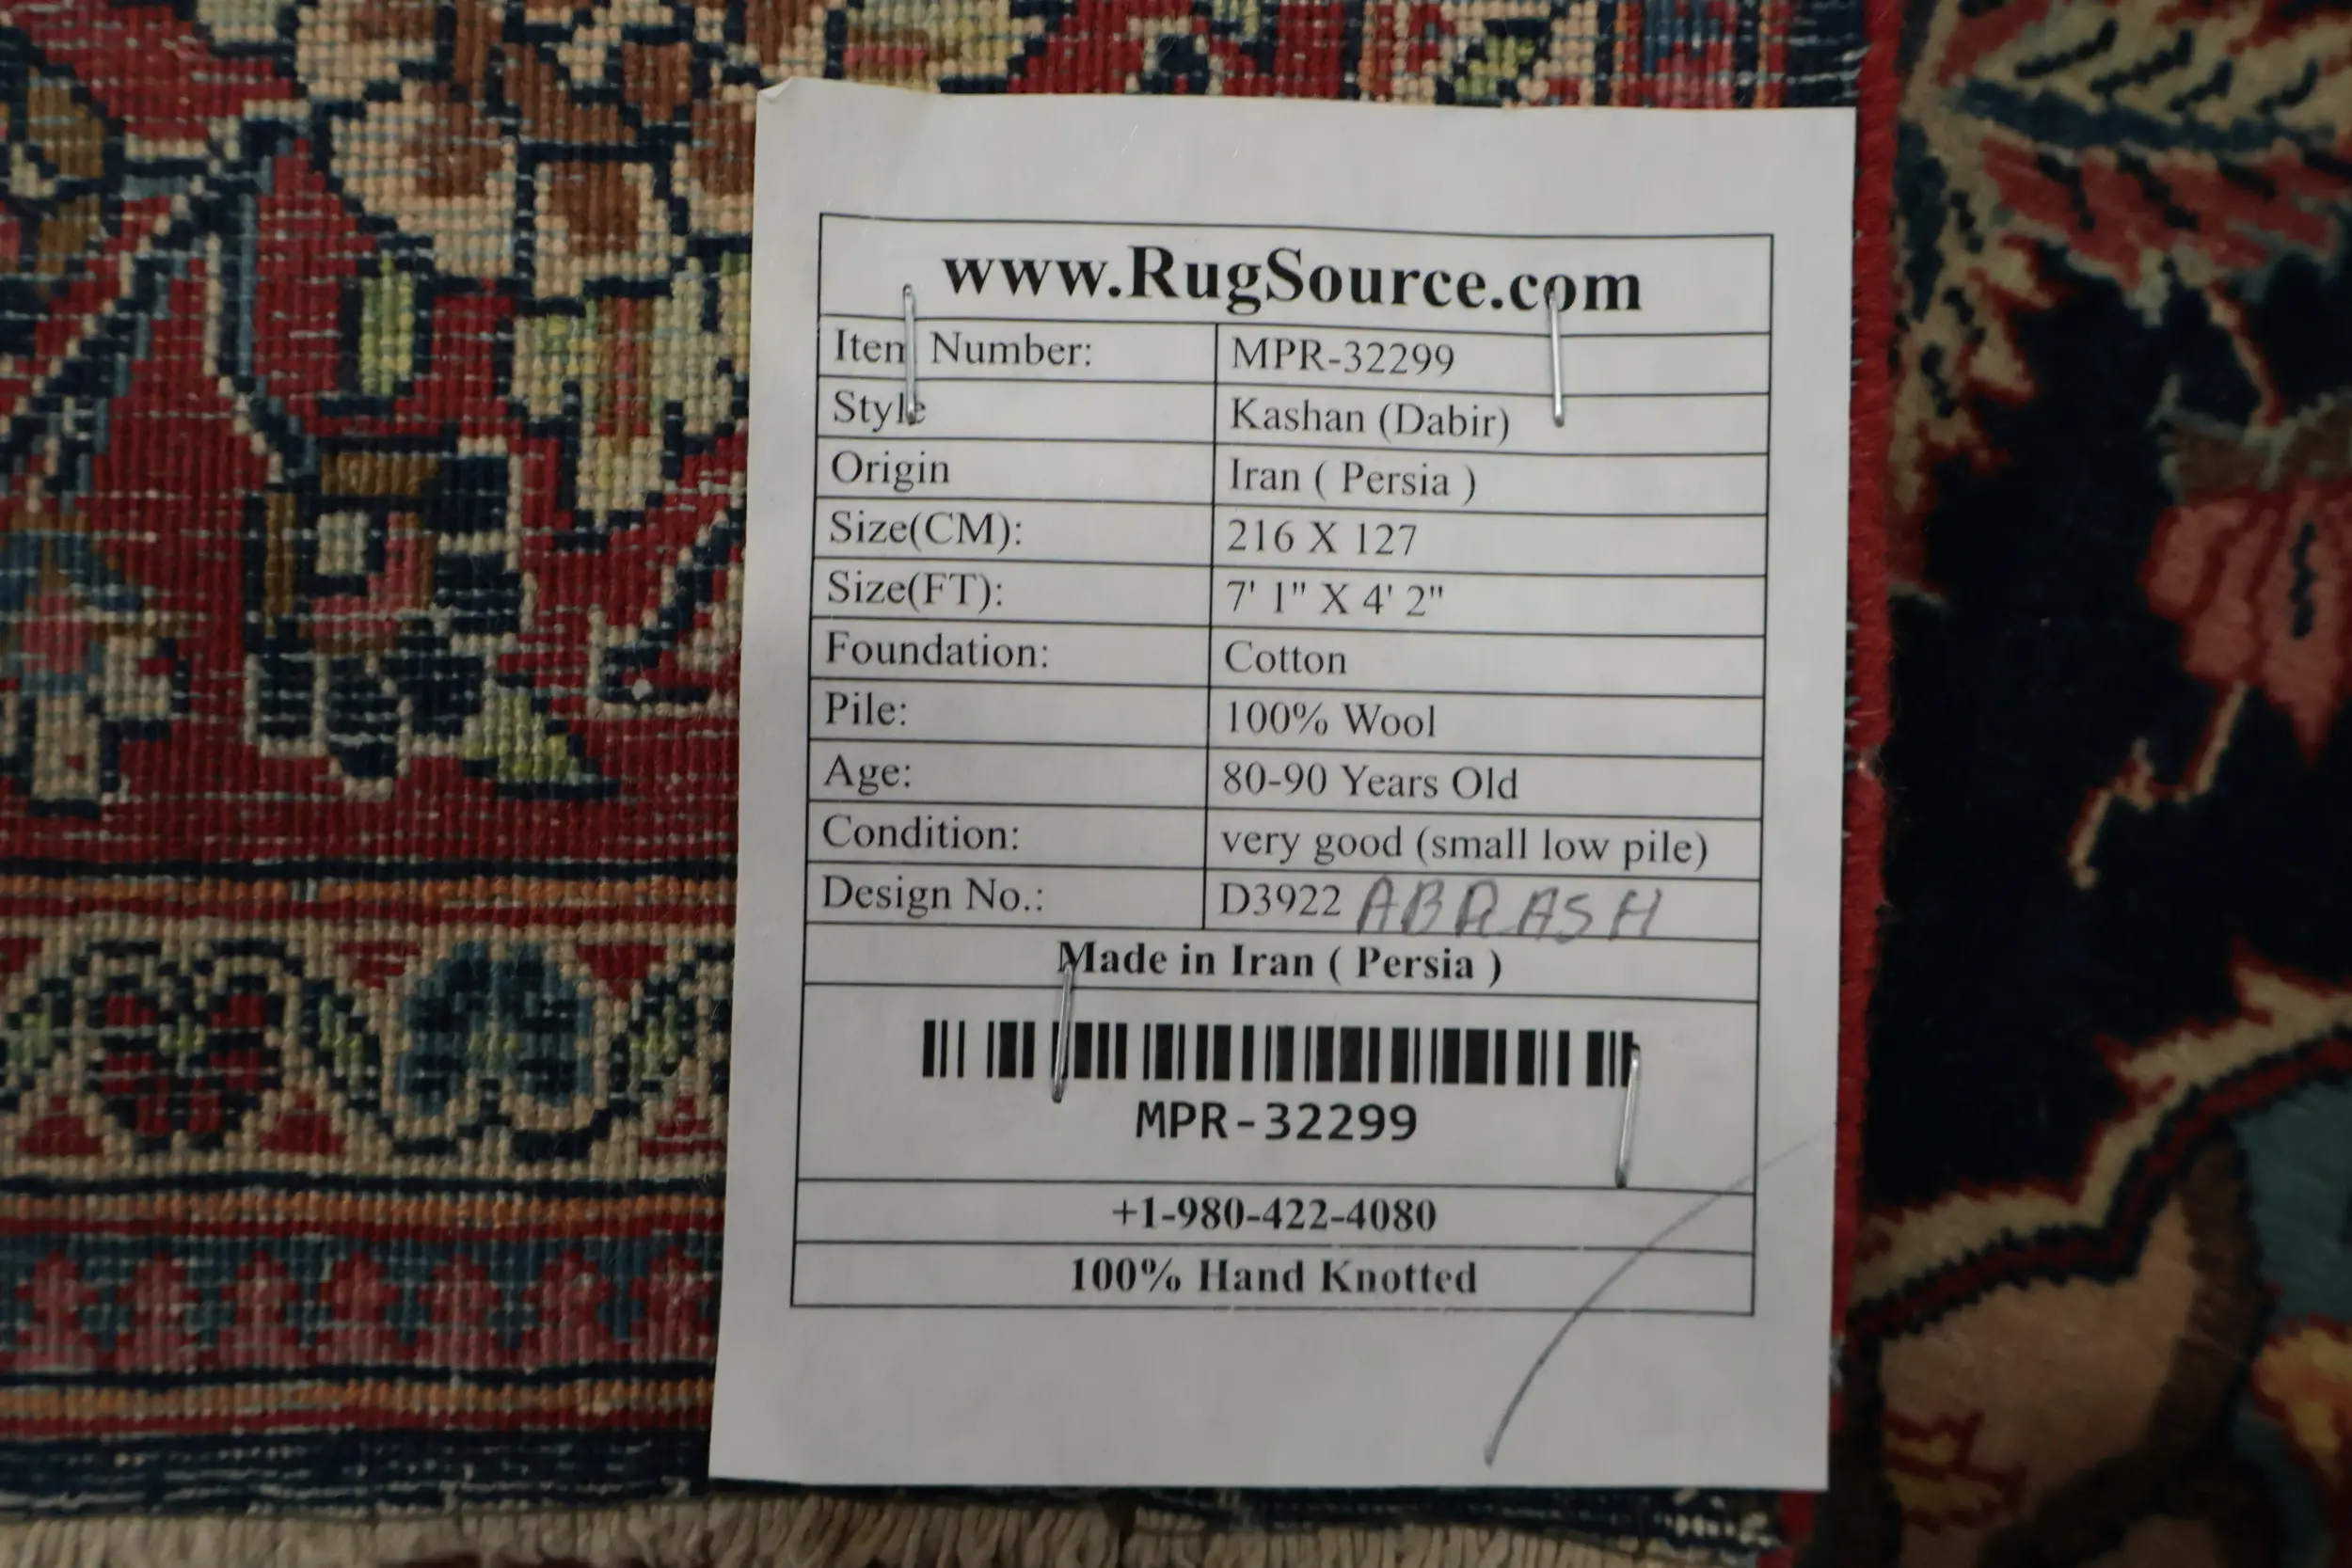 www.RugSource.com
Item Number: MPR-32299
Style Kashan (Dabir)
Origin Iran ( Persia )
Size(CM): 216 X 127
Size(FT): 7' 1" X 4' 2"
Foundation: Cotton
Pile: 100% Wool
Age: 80-90 Years Old
Condition: very good (small low pile)
Design No.: D3922 ABRASH
Made in Iran ( Persia )
MPR-32299
+1-980-422-4080
100% Hand Knotted